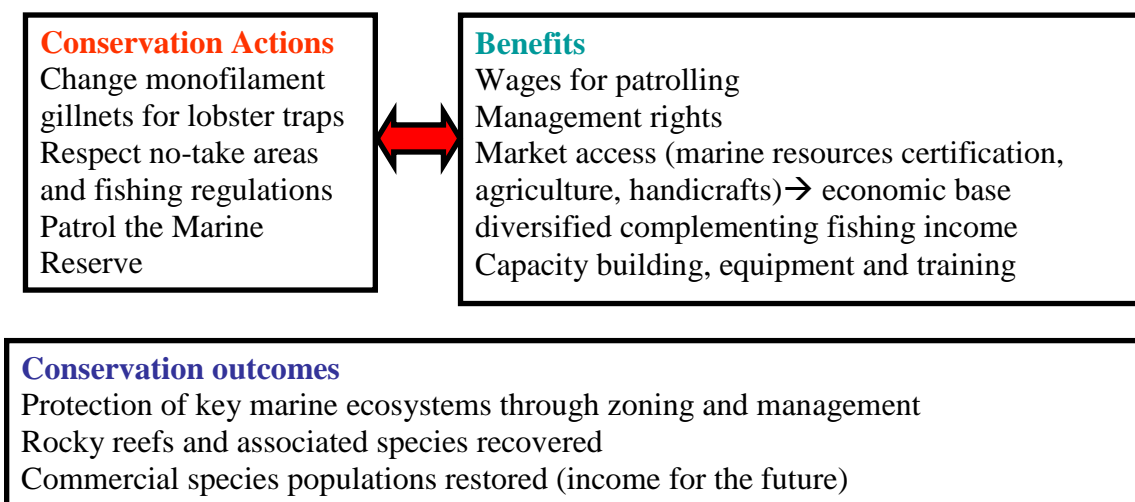 Conservation Actions
Change monofilament
gillnets for lobster traps
Respect no-take areas
and fishing regulations
Patrol the Marine
Reserve
Benefits
Wages for patrolling
Management rights
Market access (marine resources certification,
agriculture, handicrafts)→ economic base
diversified complementing fishing income
Capacity building, equipment and training
Conservation outcomes
Protection of key marine ecosystems through zoning and management
Rocky reefs and associated species recovered
Commercial species populations restored (income for the future)